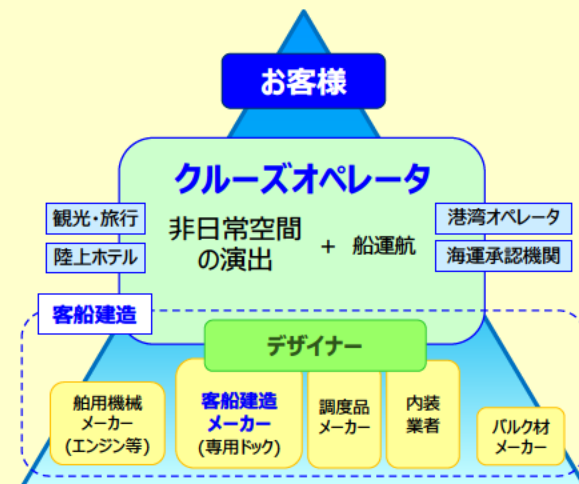 お客様
クルーズオペレータ
観光・旅行
陸上ホテル
非日常空間
の演出
+ 船運航
港湾オペレータ
海運承認機関
客船建造
デザイナー
舶用機械
メーカー
(エンジン等)
客船建造
メーカー
(専用ドック)
調度品
メーカー
内装
業者
バルク材
メーカー